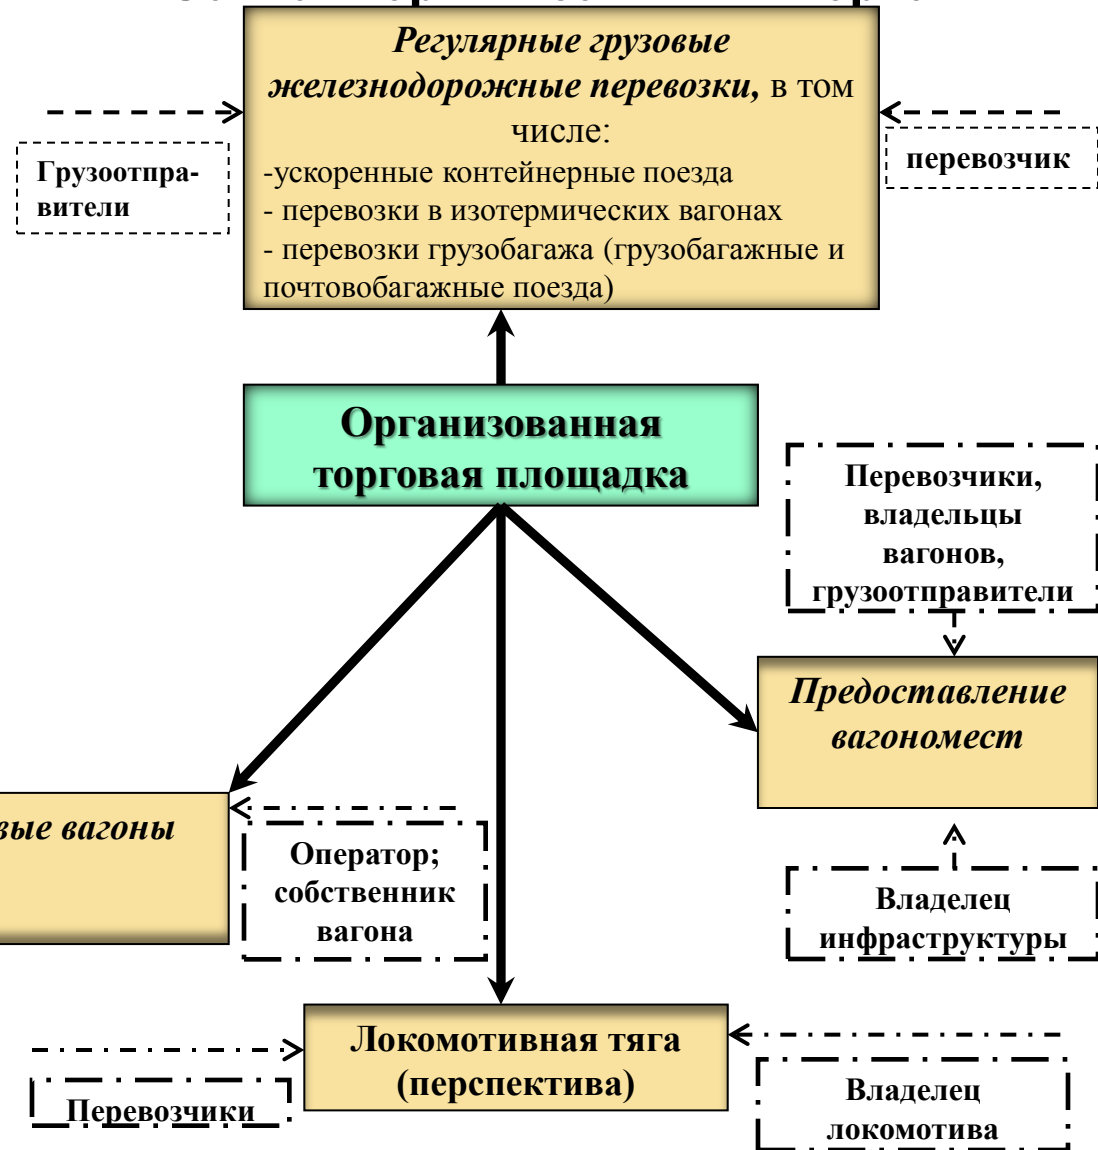 Регулярные грузовые
железнодорожные перевозки, в том
числе:
-ускоренные контейнерные поезда
- перевозки в изотермических вагонах
- перевозки грузобагажа (грузобагажные и
почтовобагажные поезда)
Грузоотпра-
вители
перевозчик
Организованная
торговая площадка
Перевозчики,
владельцы
вагонов,
грузоотправители
Предоставление
вагономест
вые вагоны
Оператор;
собственник
вагона
Владелец
инфраструктуры
Локомотивная тяга
(перспектива)
Перевозчики
Владелец
локомотива